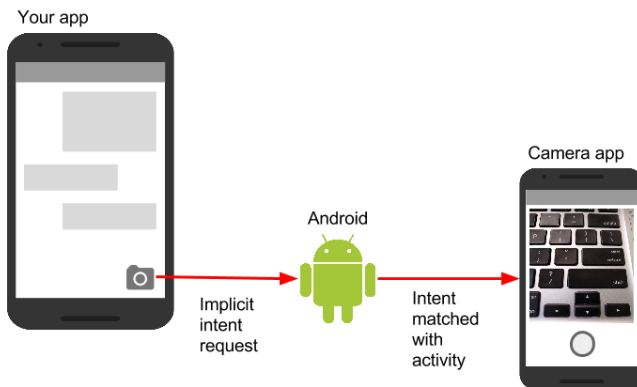 Your app
Camera app
Android
Implicit
intent
request
Intent
matched
with
activity